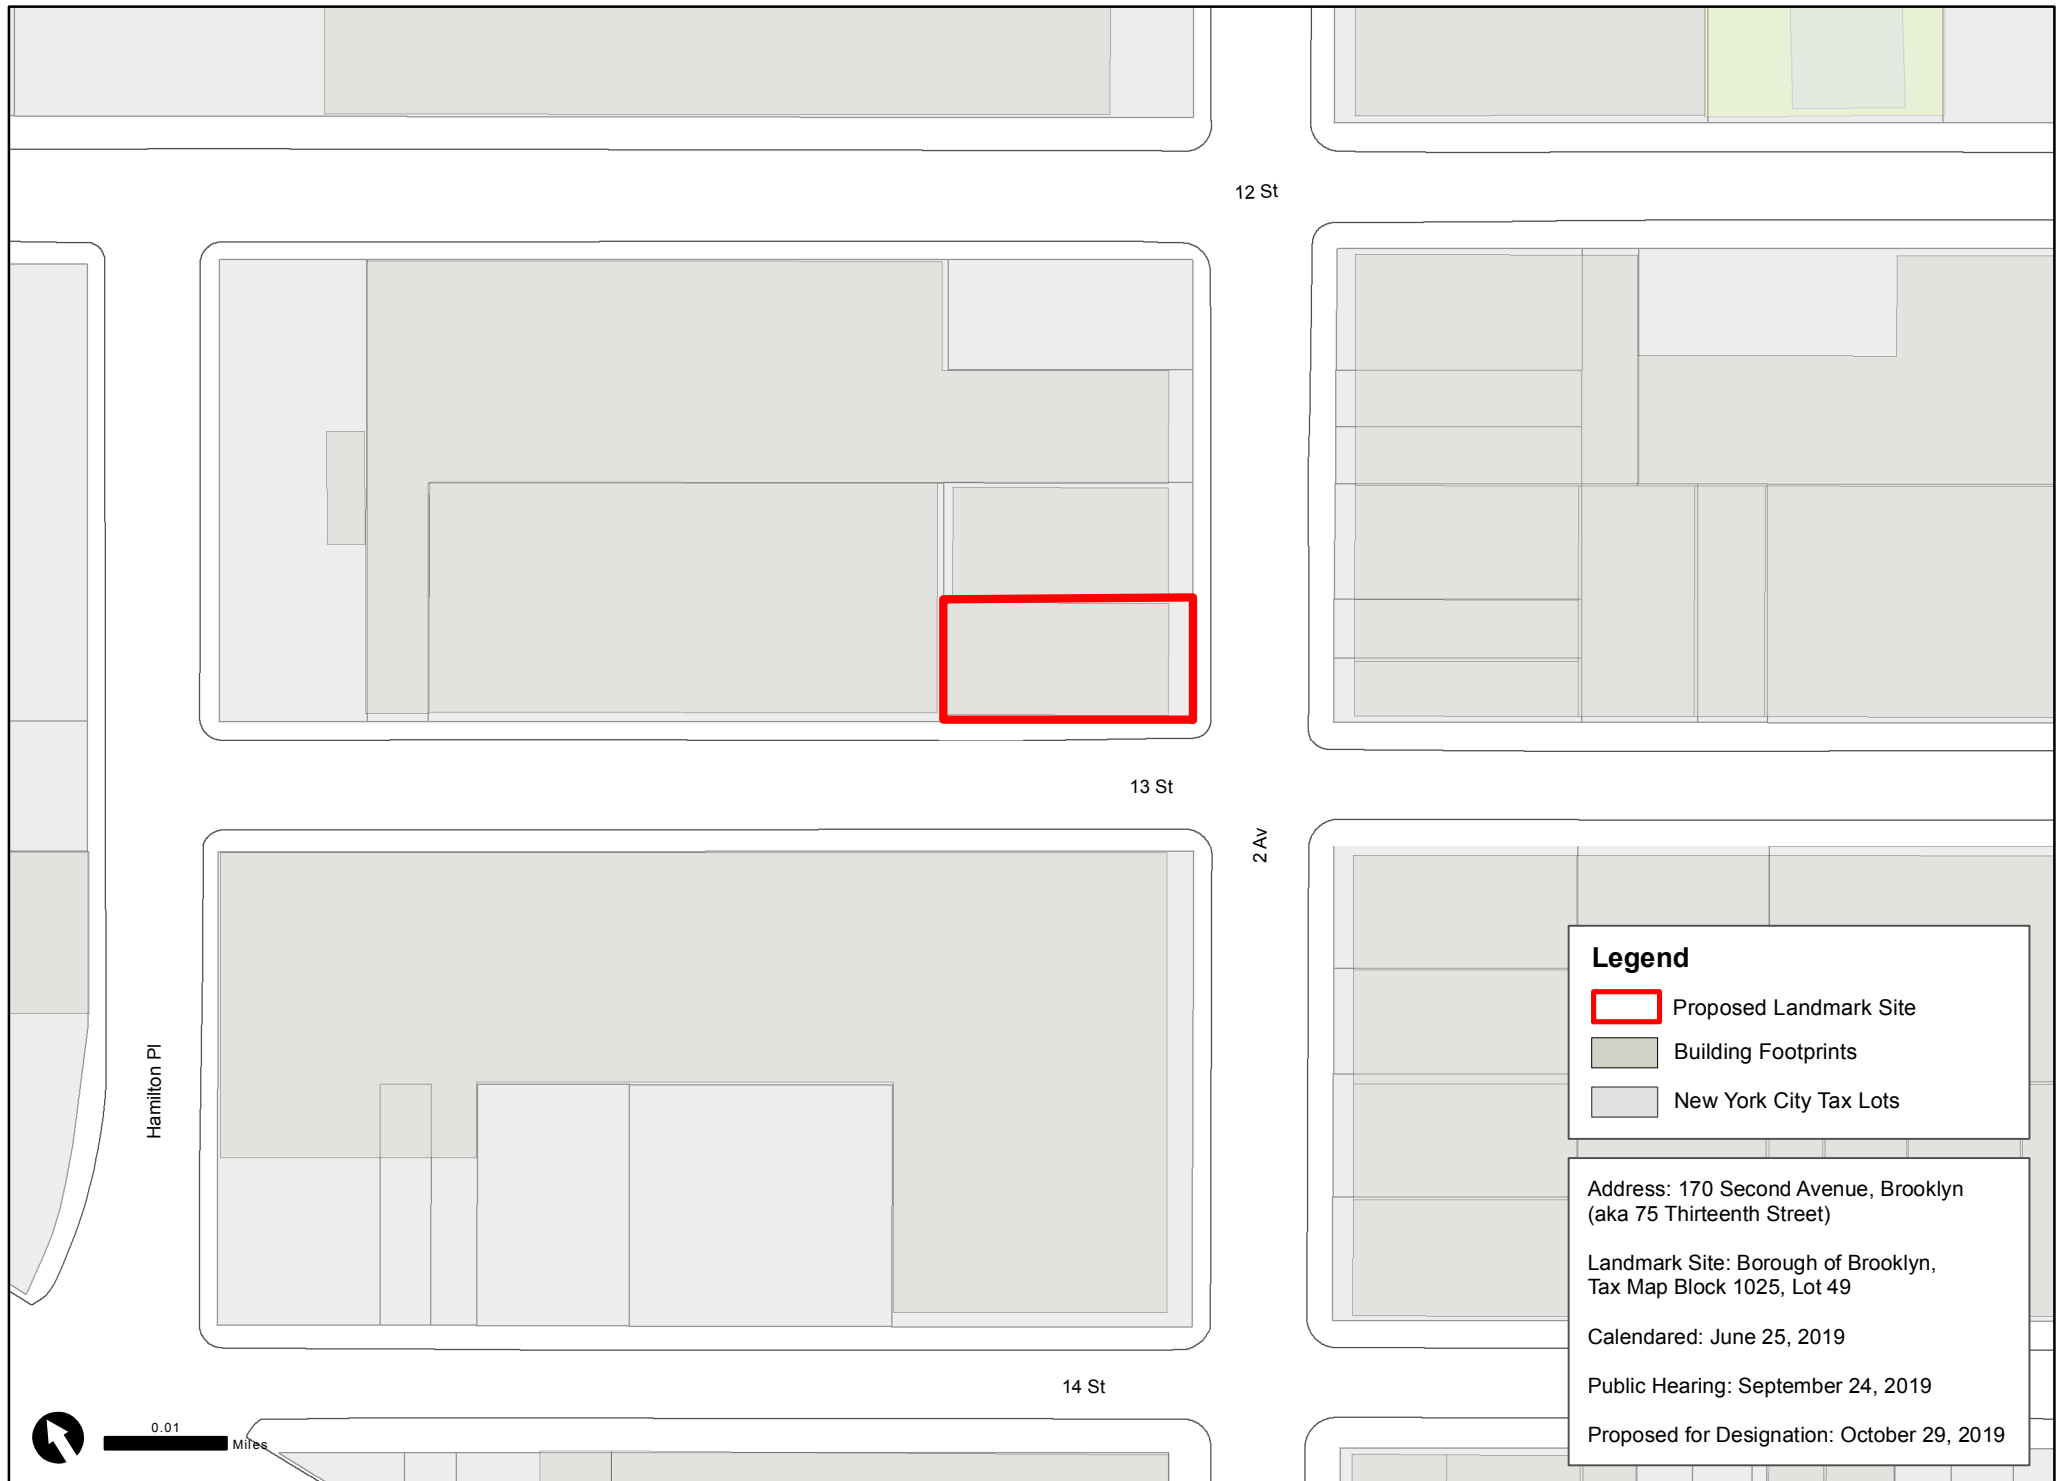 12 St
13 St
2 Av
Hamilton Pl
14 St
0.01
Miles
Legend
Proposed Landmark Site
Building Footprints
New York City Tax Lots
Address: 170 Second Avenue, Brooklyn
(aka 75 Thirteenth Street)
Landmark Site: Borough of Brooklyn,
Tax Map Block 1025, Lot 49
Calendared: June 25, 2019
Public Hearing: September 24, 2019
Proposed for Designation: October 29, 2019